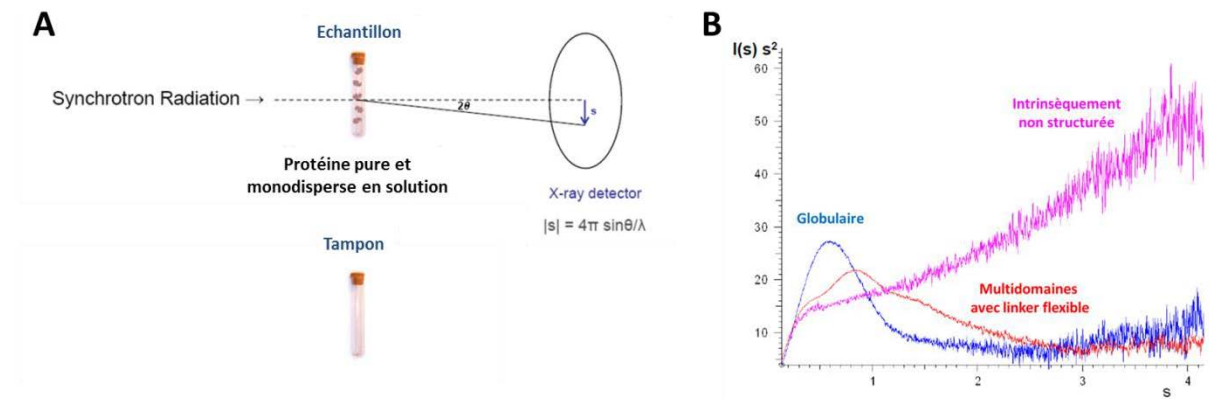 A
Echantillon
Synchrotron Radiation →
2θ
s
Protéine pure et
monodisperse en solution
X-ray detector
|s| = 4π sinθ/λ
Tampon
B
I(s) s²
60
50
40
30
20
10
1
2
3
4
s
Intrinsèquement
non structurée
Globulaire
Multidomaines
avec linker flexible